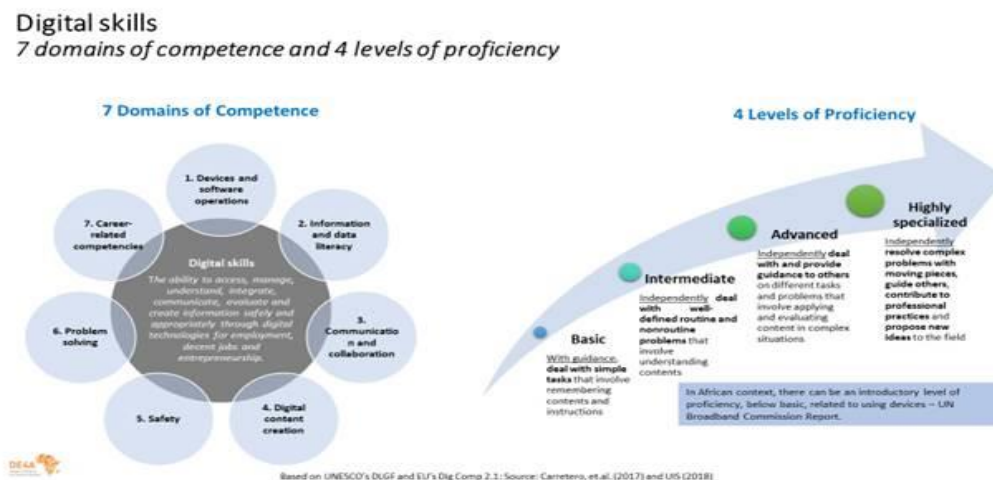 Digital skills
7 domains of competence and 4 levels of proficiency
7 Domains of Competence
1. Devices and
software
operations
2. Information
and data
literacy
3.
Communicatio
n and
collaboration
4. Digital
content
creation
5. Safety
6. Problem
solving
7. Career-
related
competencies
Digital skills
The ability to access, manage,
understand, integrate,
communicate, evaluate and
create information safely and
appropriately through digital
technologies for employment,
decent jobs and
entrepreneurship.
4 Levels of Proficiency
Basic
With guidance,
deal with simple
tasks that involve
remembering
contents and
instructions
Intermediate
Independently deal
with well-
defined routine and
nonroutine
problems that
involve
understanding
contents
Advanced
Independently deal
with and provide
guidance to others
on different tasks
and problems that
involve applying
and evaluating
content in complex
situations
Highly
specialized
Independently
resolve complex
problems with
moving pieces,
guide others,
contribute to
professional
practices and
propose new
ideas to the field
In African context, there can be an introductory level of
proficiency, below basic, related to using devices – UN
Broadband Commission Report.
DE4A
Based on UNESCO's DLGF and EU's Dig Comp 2.1; Source: Carretero, et.al. (2017) and UIS (2018)